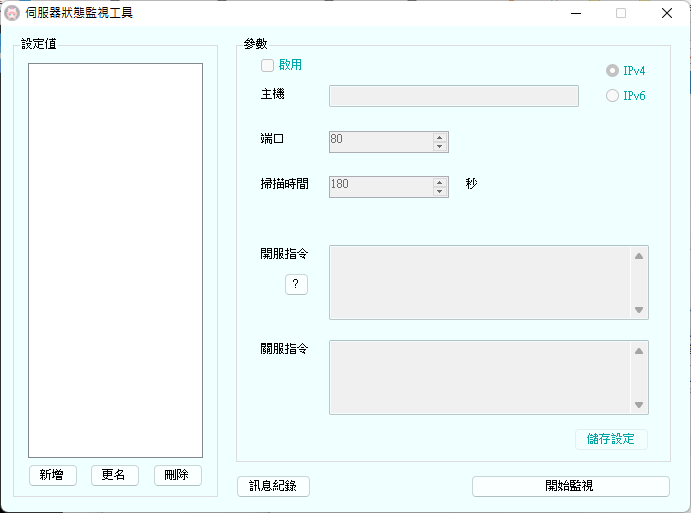 伺服器狀態監視工具
設定值
新增
更名
刪除
參數
啟用
IPv4
主機
IPv6
端口
80
掃描時間
180
秒
開服指令
?
關服指令
儲存設定
訊息紀錄
開始監視